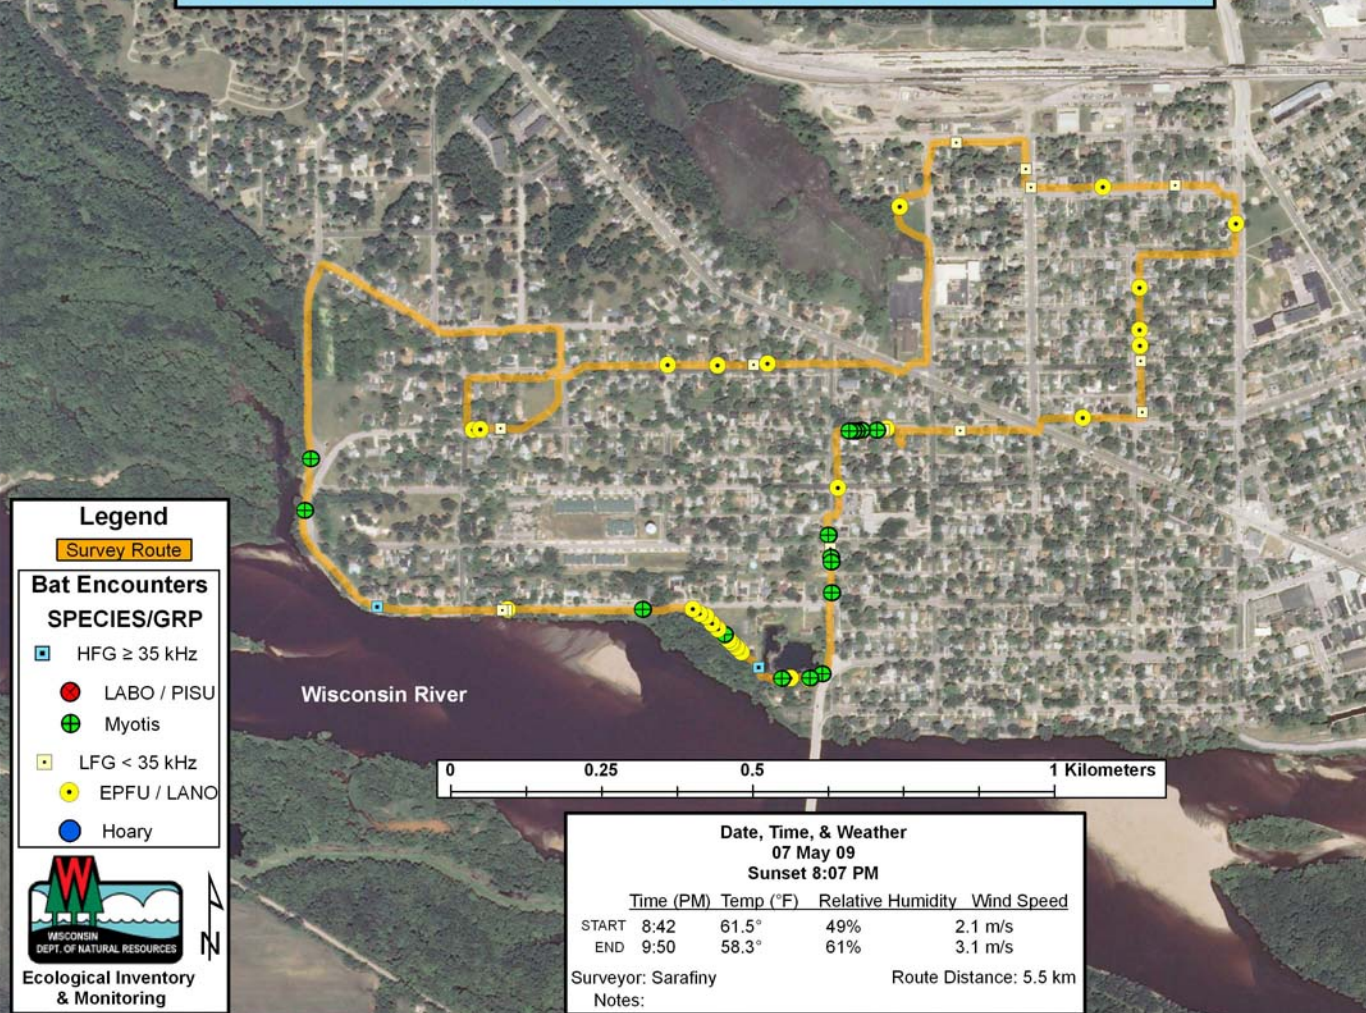 Legend
Survey Route
Bat Encounters
SPECIES/GRP
HFG ≥ 35 kHz
LABO / PISU
Myotis
LFG < 35 kHz
EPFU / LANO
Hoary
W
WISCONSIN
DEPT. OF NATURAL RESOURCES
Ecological Inventory
& Monitoring
N
Wisconsin River
0 0.25 0.5 1 Kilometers
Date, Time, & Weather
07 May 09
Sunset 8:07 PM
Time (PM) Temp (°F) Relative Humidity Wind Speed
START 8:42 61.5° 49% 2.1 m/s
END 9:50 58.3° 61% 3.1 m/s
Surveyor: Sarafiny Route Distance: 5.5 km
Notes: